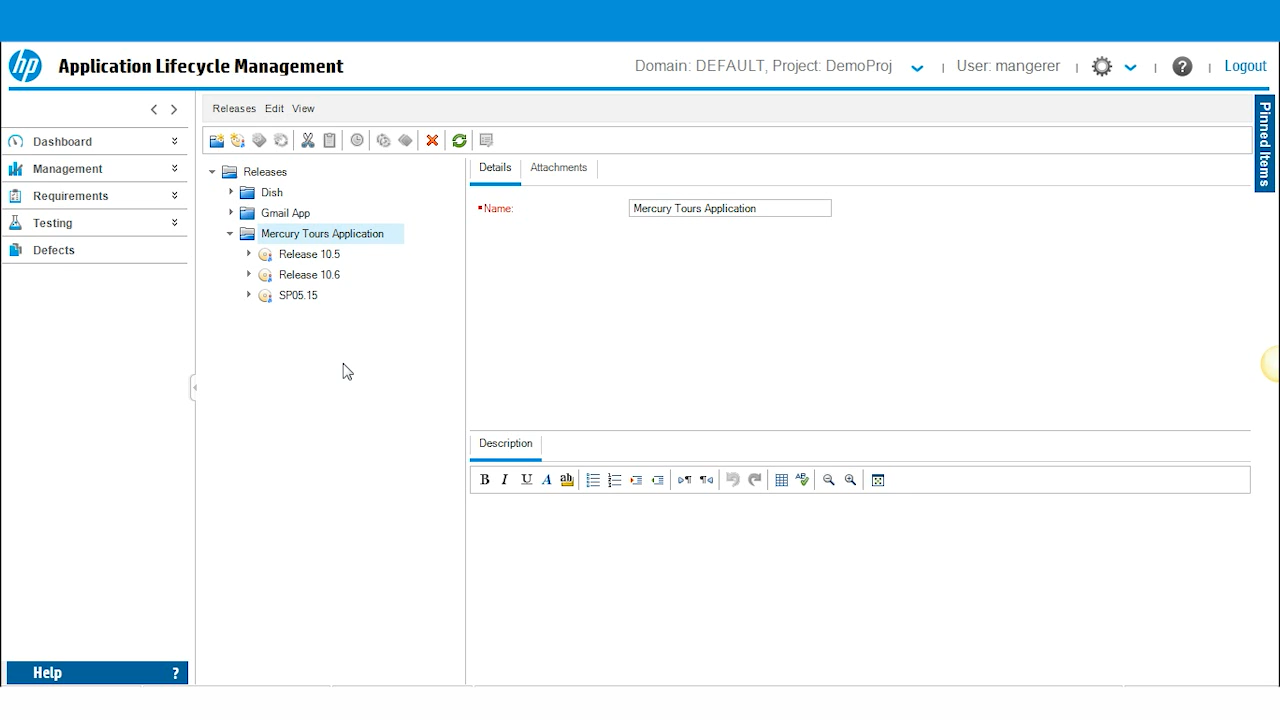 hp Application Lifecycle Management Domain: DEFAULT, Project: DemoProj | User: mangerer | | ? | Logout
Releases Edit View
Pinned Items
Dashboard
Management
Requirements
Testing
Defects
Releases
Dish
Gmail App
Mercury Tours Application
Release 10.5
Release 10.6
SP05.15
Details Attachments
Name: Mercury Tours Application
Description
B I U A ab
Help ?